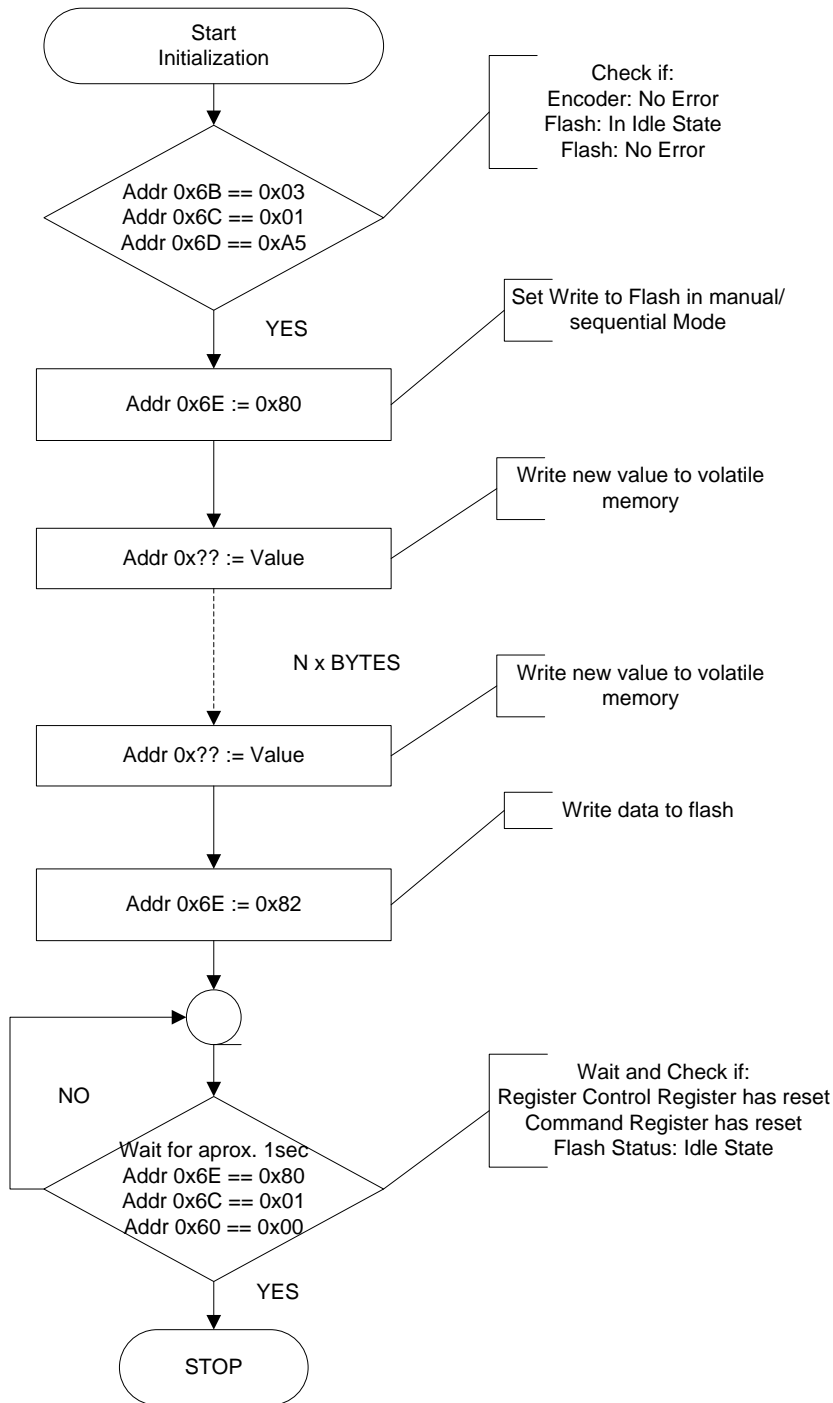 Start
Initialization
Check if:
Encoder: No Error
Flash: In Idle State
Flash: No Error
Addr 0x6B == 0x03
Addr 0x6C == 0x01
Addr 0x6D == 0xA5
YES
Set Write to Flash in manual/
sequential Mode
Addr 0x6E := 0x80
Write new value to volatile
memory
Addr 0x?? := Value
N x BYTES
Write new value to volatile
memory
Addr 0x?? := Value
Write data to flash
Addr 0x6E := 0x82
NO
Wait and Check if:
Register Control Register has reset
Command Register has reset
Flash Status: Idle State
Wait for aprox. 1sec
Addr 0x6E == 0x80
Addr 0x6C == 0x01
Addr 0x60 == 0x00
YES
STOP